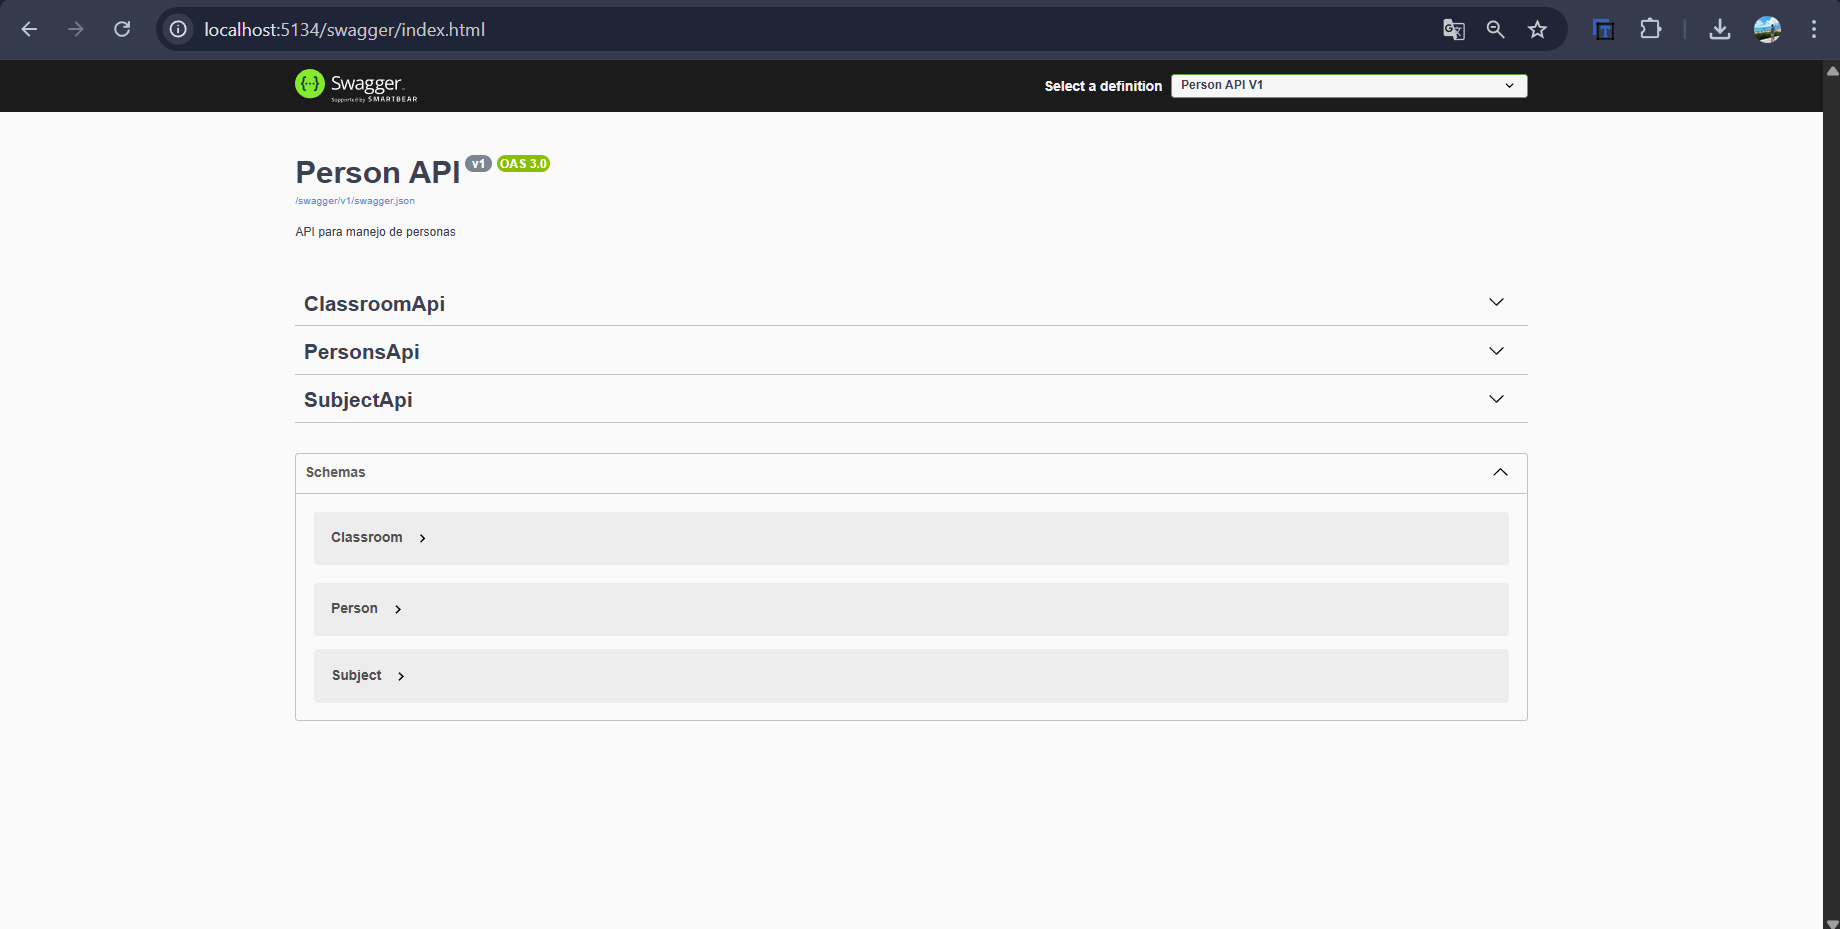 localhost:5134/swagger/index.html
Swagger
Supported by SMARTBEAR
Select a definition
Person API V1
Person API v1 OAS 3.0
/swagger/v1/swagger.json
API para manejo de personas
ClassroomApi
PersonsApi
SubjectApi
Schemas
Classroom
Person
Subject